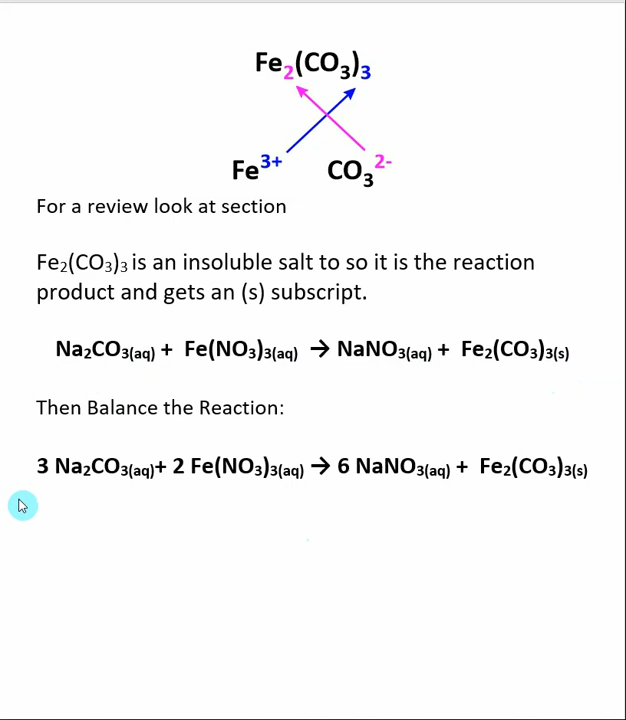 Fe₂(CO₃)₃
Fe³⁺ CO₃²⁻
For a review look at section
Fe₂(CO₃)₃ is an insoluble salt to so it is the reaction
product and gets an (s) subscript.
Na₂CO₃(aq) + Fe(NO₃)₃(aq) → NaNO₃(aq) + Fe₂(CO₃)₃(s)
Then Balance the Reaction:
3 Na₂CO₃(aq)+ 2 Fe(NO₃)₃(aq) → 6 NaNO₃(aq) + Fe₂(CO₃)₃(s)